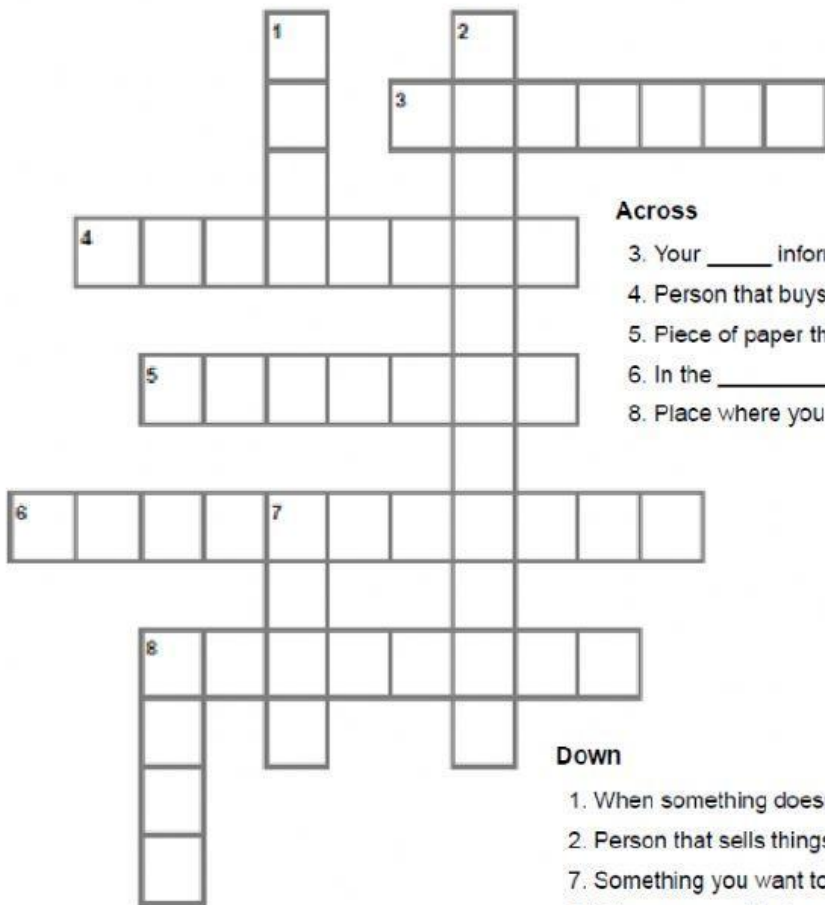 1
2
3
Across
4
3. Your _____ infor
4. Person that buys
5. Piece of paper th
5
6. In the _________
8. Place where you
6
7
8
Down
1. When something does
2. Person that sells things
7. Something you want to